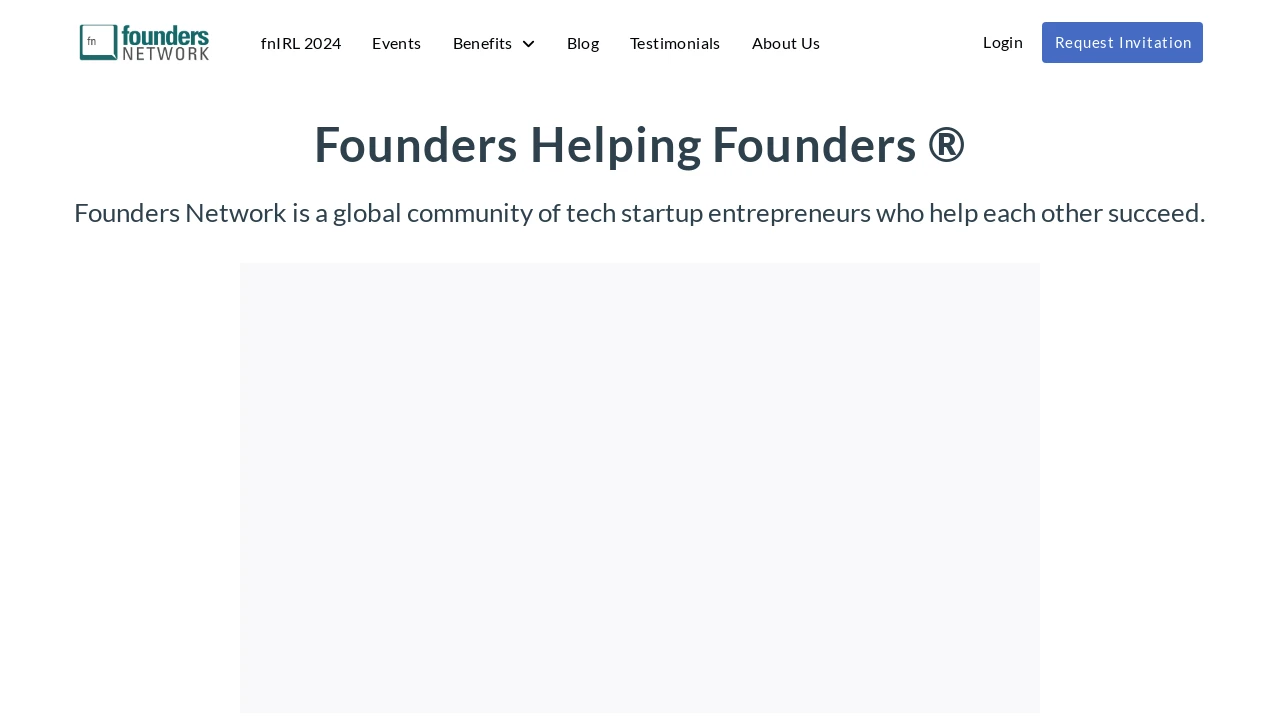 fn founders NETWORK
fnIRL 2024 Events Benefits Blog Testimonials About Us Login Request Invitation
Founders Helping Founders ®
Founders Network is a global community of tech startup entrepreneurs who help each other succeed.